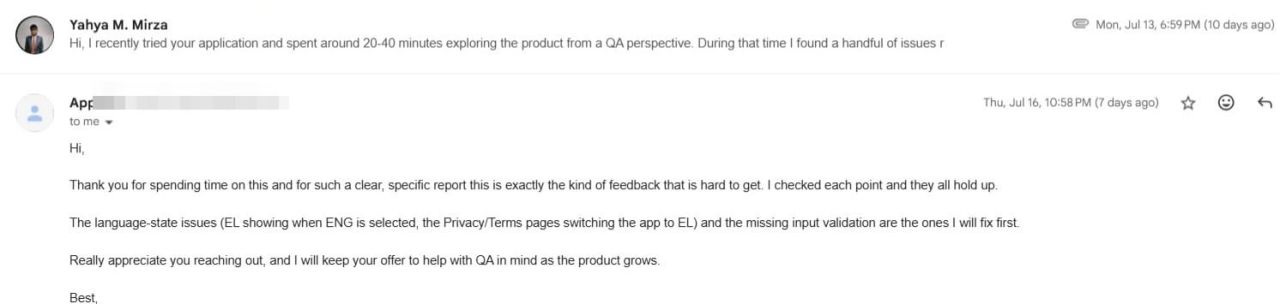 Yahya M. Mirza
Mon, Jul 13, 6:59 PM (10 days ago)
Hi, I recently tried your application and spent around 20-40 minutes exploring the product from a QA perspective. During that time I found a handful of issues r
App
Thu, Jul 16, 10:58 PM (7 days ago)
to me
Hi,
Thank you for spending time on this and for such a clear, specific report this is exactly the kind of feedback that is hard to get. I checked each point and they all hold up.
The language-state issues (EL showing when ENG is selected, the Privacy/Terms pages switching the app to EL) and the missing input validation are the ones I will fix first.
Really appreciate you reaching out, and I will keep your offer to help with QA in mind as the product grows.
Best,